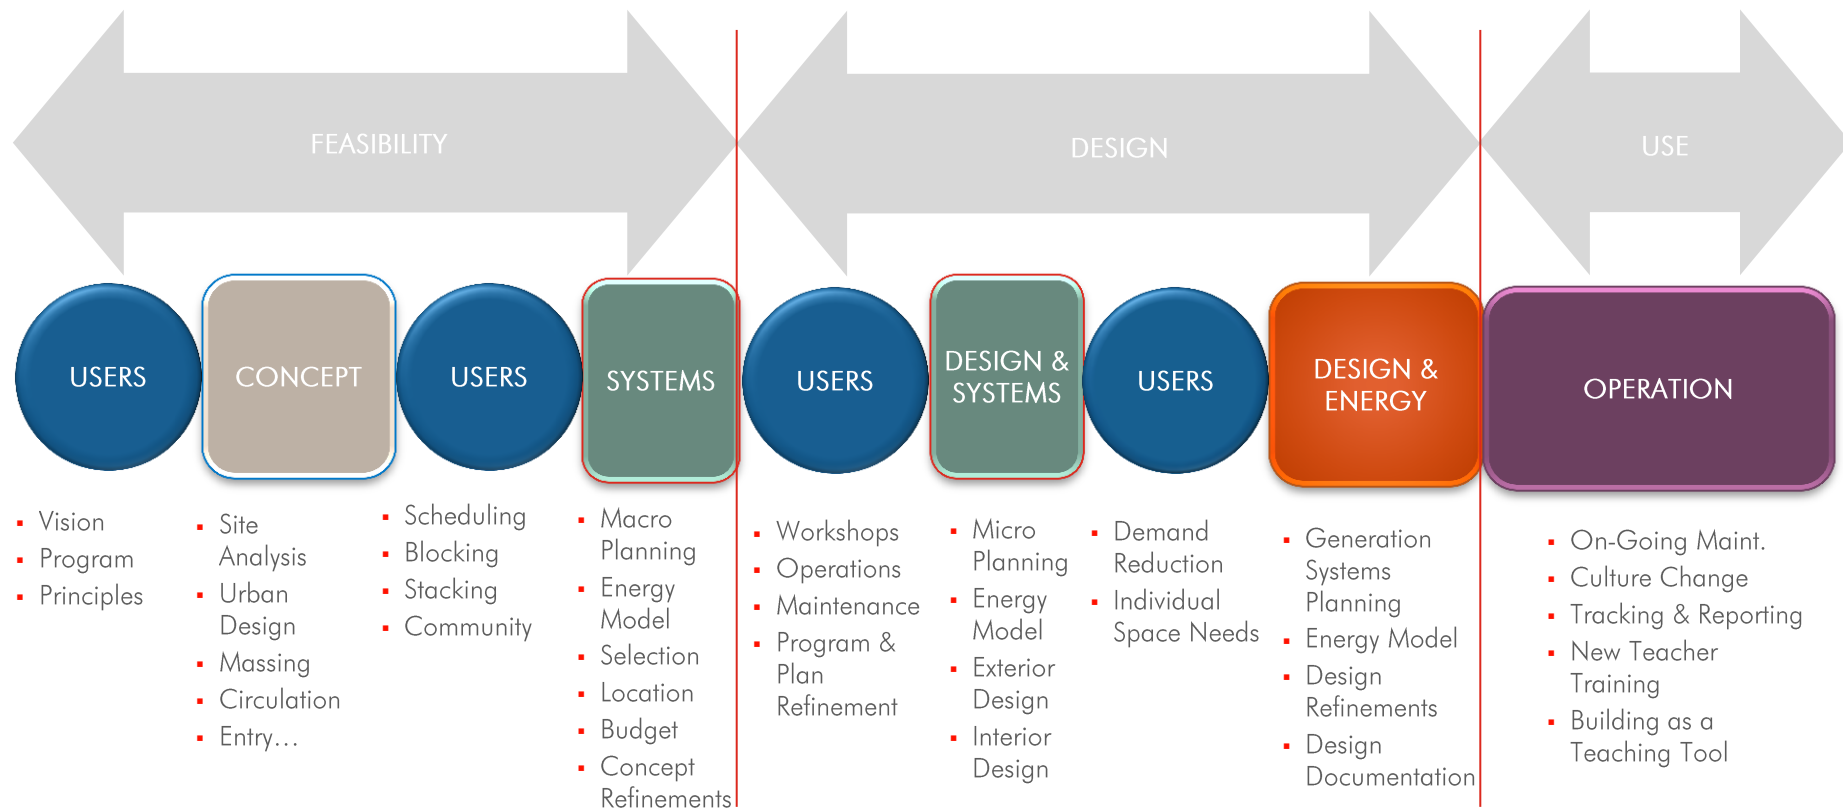 FEASIBILITY
DESIGN
USE
USERS
CONCEPT
USERS
SYSTEMS
USERS
DESIGN &
SYSTEMS
USERS
DESIGN &
ENERGY
OPERATION
Vision
Program
Principles
Site
Analysis
Urban
Design
Massing
Circulation
Entry...
Scheduling
Blocking
Stacking
Community
Macro
Planning
Energy
Model
Selection
Location
Budget
Concept
Refinements
Workshops
Operations
Maintenance
Program &
Plan
Refinement
Micro
Planning
Energy
Model
Exterior
Design
Interior
Design
Demand
Reduction
Individual
Space Needs
Generation
Systems
Planning
Energy Model
Design
Refinements
Design
Documentation
On-Going Maint.
Culture Change
Tracking & Reporting
New Teacher
Training
Building as a
Teaching Tool